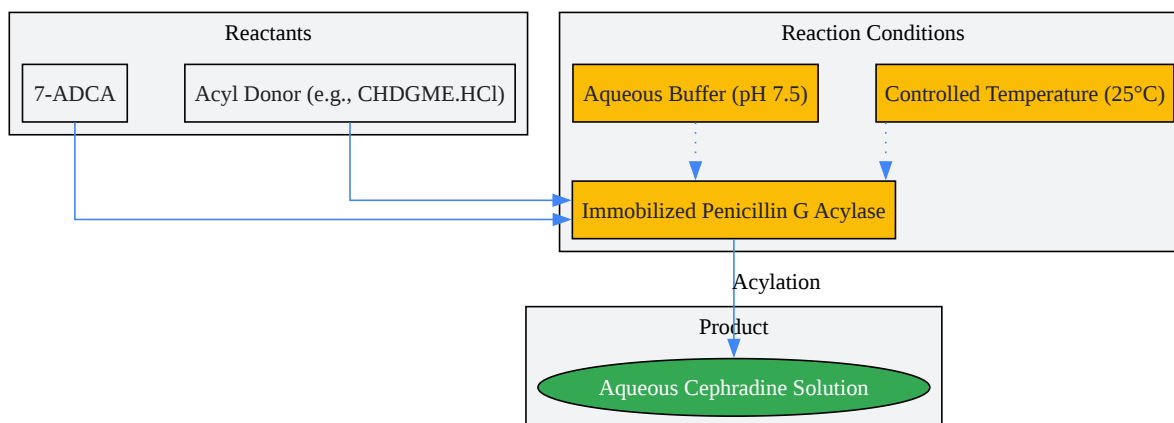 Reactants
7-ADCA
Acyl Donor (e.g., CHDGME.HCl)
Reaction Conditions
Aqueous Buffer (pH 7.5)
Controlled Temperature (25°C)
Immobilized Penicillin G Acylase
Acylation
Product
Aqueous Cephradine Solution